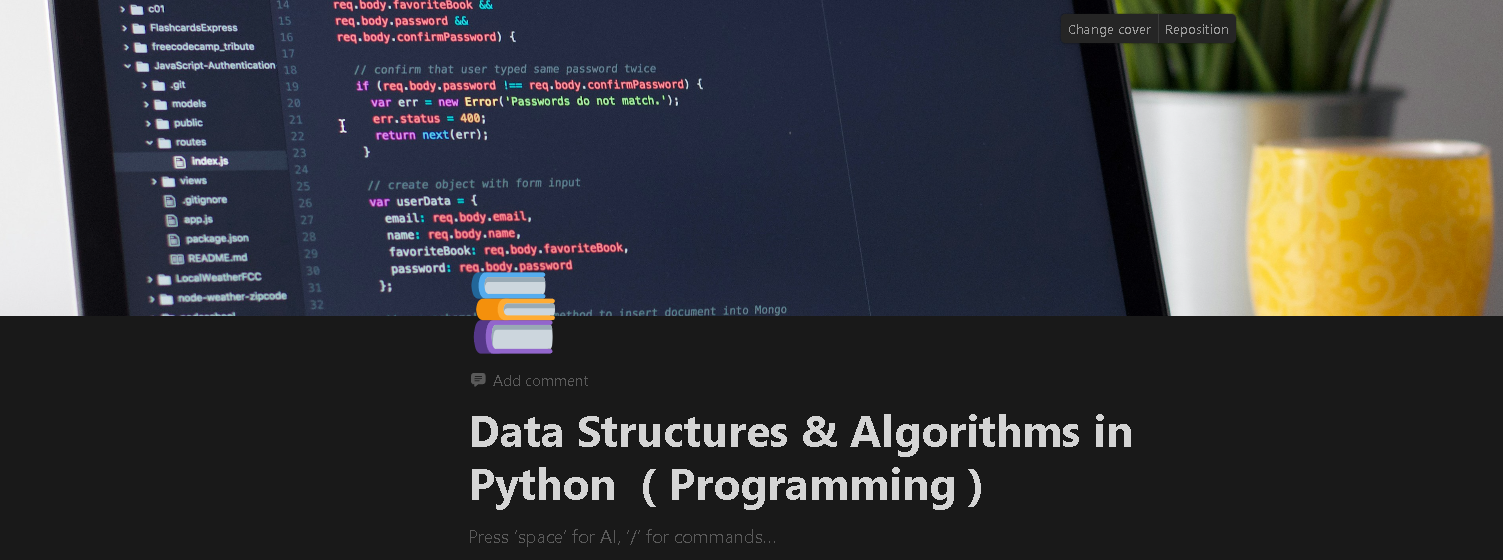 c01
FlashcardsExpress
freecodecamp_tribute
JavaScript-Authentication
.git
models
public
routes
index.js
views
.gitignore
app.js
package.json
README.md
LocalWeatherFCC
node-weather-zipcode
14 req.body.favoriteBook &&
15 req.body.password &&
16 req.body.confirmPassword) {
17
18 // confirm that user typed same password twice
19 if (req.body.password !== req.body.confirmPassword) {
20 var err = new Error('Passwords do not match.');
21 err.status = 400;
22 return next(err);
23 }
24
25 // create object with form input
26 var userData = {
27 email: req.body.email,
28 name: req.body.name,
29 favoriteBook: req.body.favoriteBook,
30 password: req.body.password
31 };
32
to insert document into Mongo
Change cover Reposition
Add comment
Data Structures & Algorithms in
Python ( Programming )
Press 'space' for AI, '/' for commands...